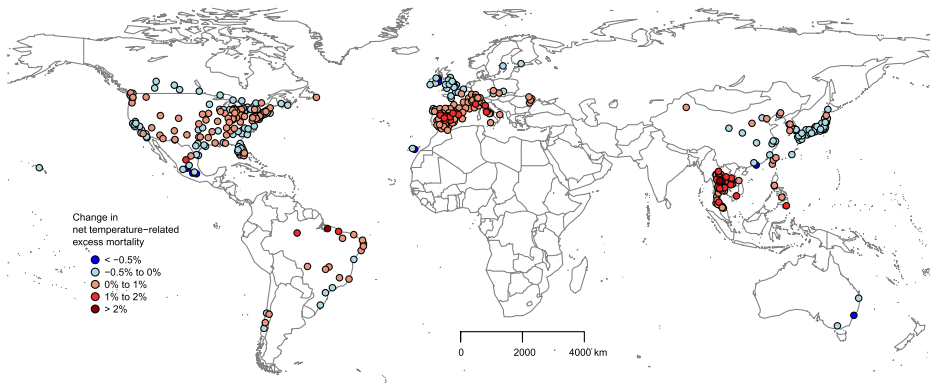 Change in
net temperature−related
excess mortality
< −0.5%
−0.5% to 0%
0% to 1%
1% to 2%
> 2%
0 2000 4000 km